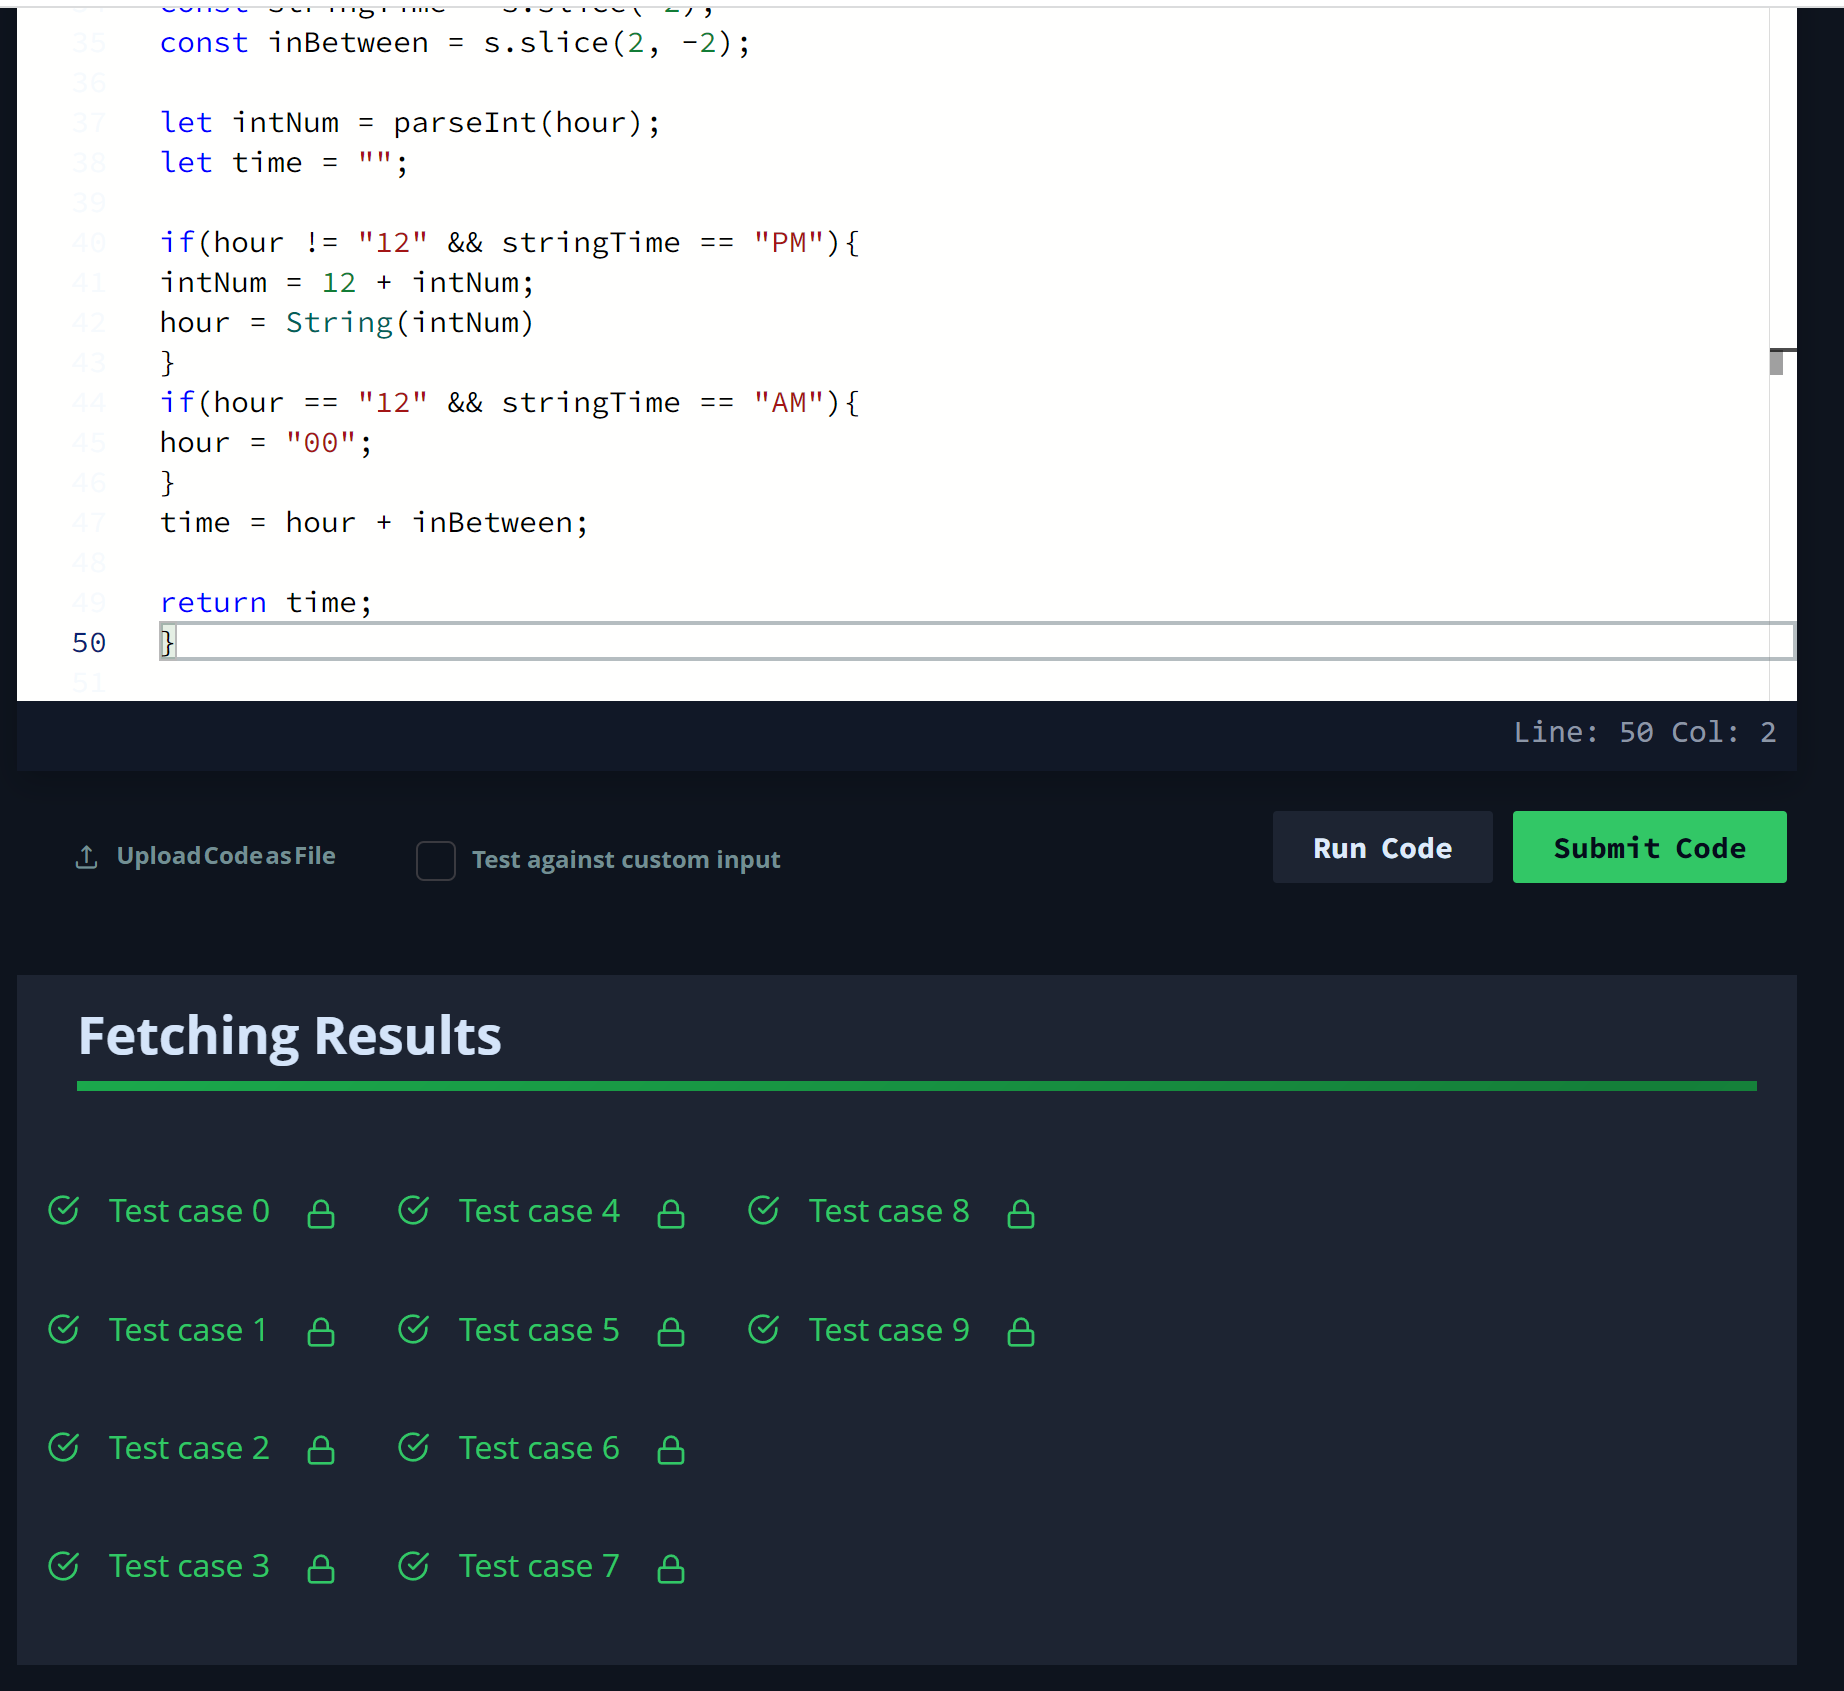 const stringTime = s.slice(-2);
35 const inBetween = s.slice(2, -2);
36
37 let intNum = parseInt(hour);
38 let time = "";
39
40 if(hour != "12" && stringTime == "PM"){
41 intNum = 12 + intNum;
42 hour = String(intNum)
43 }
44 if(hour == "12" && stringTime == "AM"){
45 hour = "00";
46 }
47 time = hour + inBetween;
48
49 return time;
50 }
51
Line: 50 Col: 2
Upload Code as File
Test against custom input
Run Code
Submit Code
Fetching Results
Test case 0
Test case 4
Test case 8
Test case 1
Test case 5
Test case 9
Test case 2
Test case 6
Test case 3
Test case 7